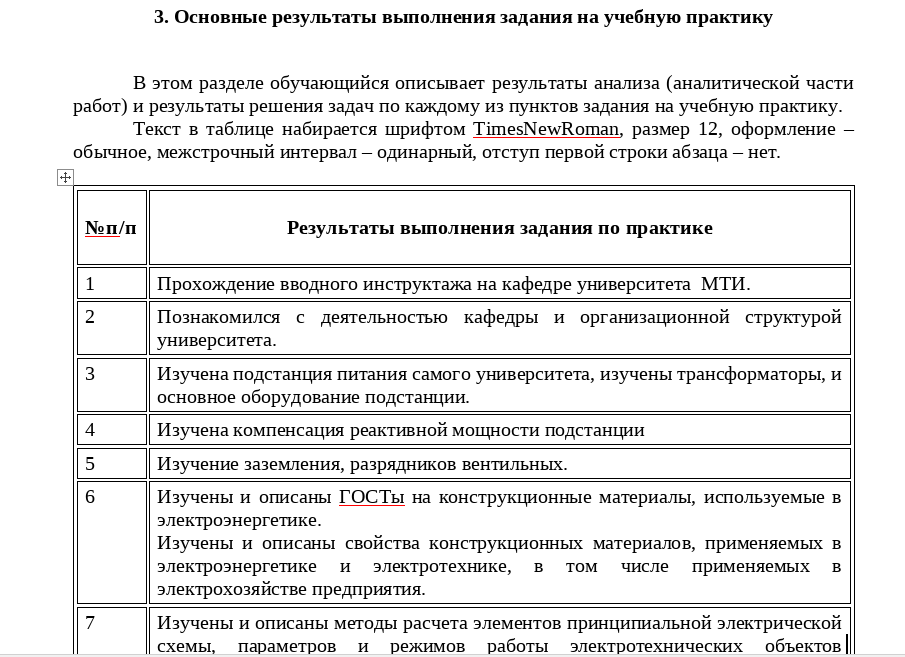 3. Основные результаты выполнения задания на учебную практику
В этом разделе обучающийся описывает результаты анализа (аналитической части
работ) и результаты решения задач по каждому из пунктов задания на учебную практику.
Текст в таблице набирается шрифтом TimesNewRoman, размер 12, оформление –
обычное, межстрочный интервал – одинарный, отступ первой строки абзаца – нет.
№п/п Результаты выполнения задания по практике
1 Прохождение вводного инструктажа на кафедре университета  МТИ.
2 Познакомился с деятельностью кафедры и организационной структурой
университета.
3 Изучена подстанция питания самого университета, изучены трансформаторы, и
основное оборудование подстанции.
4 Изучена компенсация реактивной мощности подстанции
5 Изучение заземления, разрядников вентильных.
6 Изучены и описаны ГОСТы на конструкционные материалы, используемые в
электроэнергетике.
Изучены и описаны свойства конструкционных материалов, применяемых в
электроэнергетике и электротехнике, в том числе применяемых в
электрохозяйстве предприятия.
7 Изучены и описаны методы расчета элементов принципиальной электрической
схемы, параметров и режимов работы электротехнических объектов